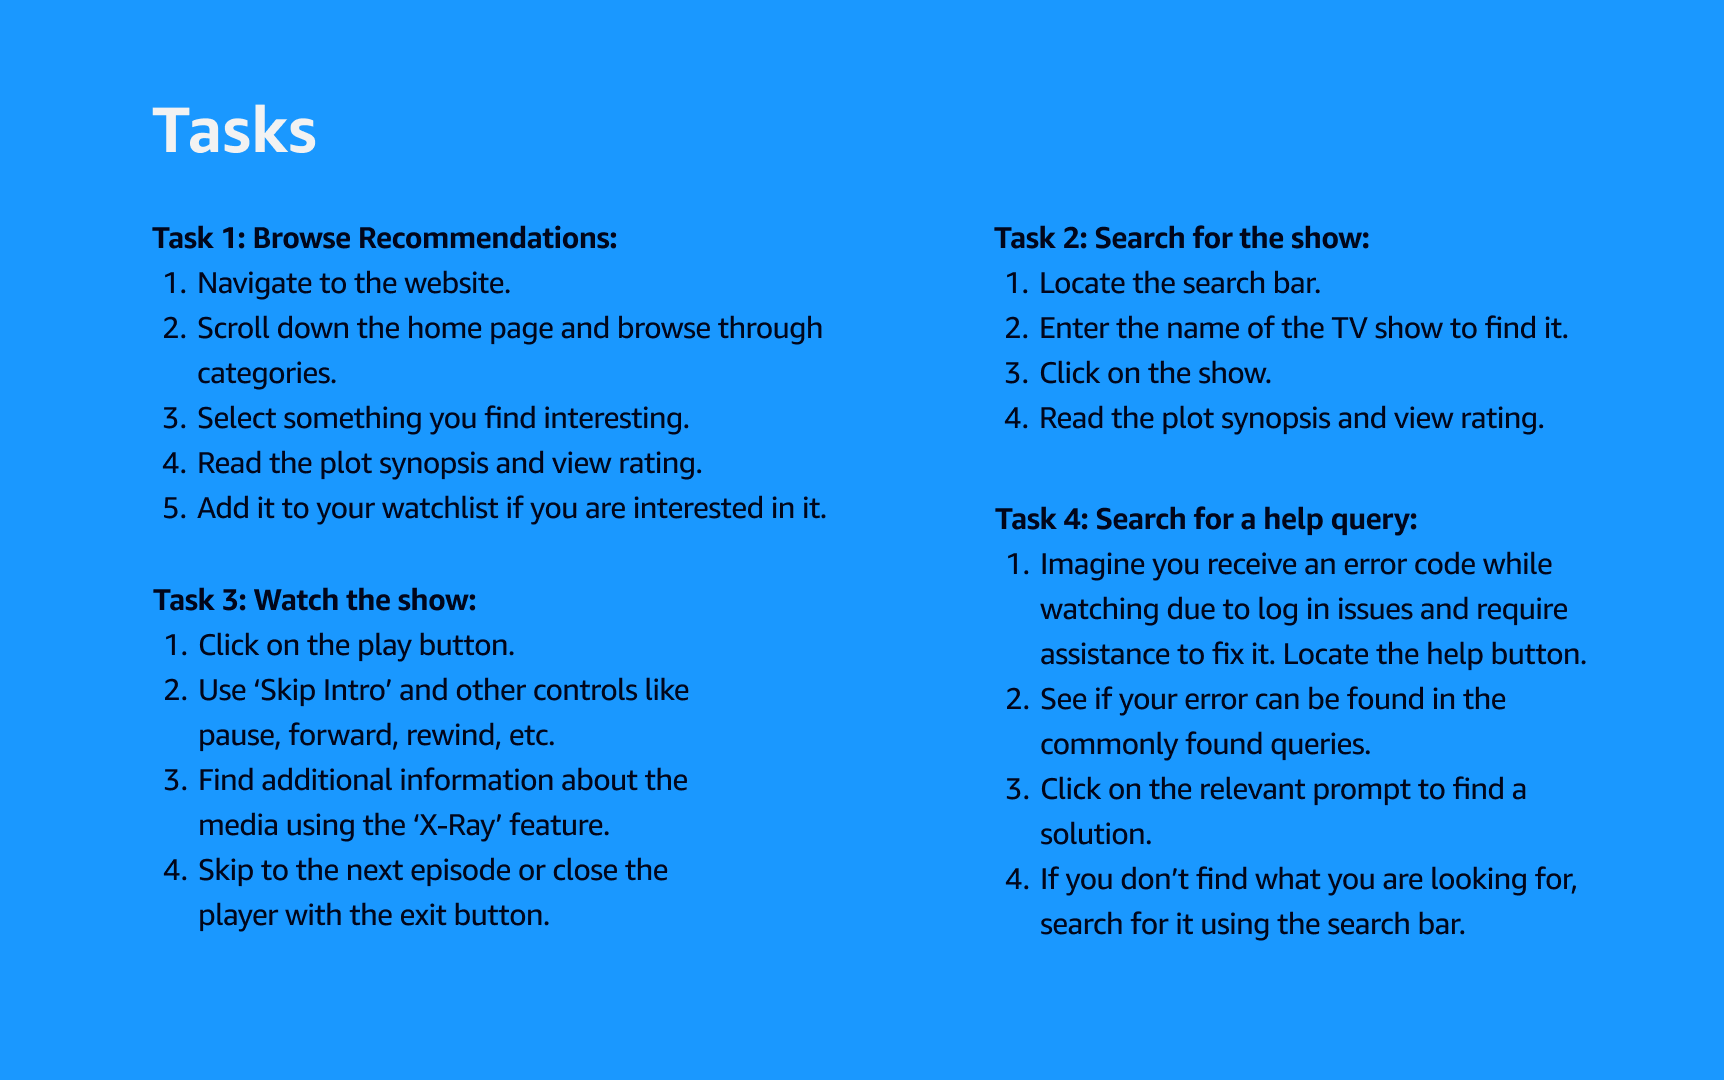 Tasks
Task 1: Browse Recommendations:
1. Navigate to the website.
2. Scroll down the home page and browse through
categories.
3. Select something you find interesting.
4. Read the plot synopsis and view rating.
5. Add it to your watchlist if you are interested in it.
Task 2: Search for the show:
1. Locate the search bar.
2. Enter the name of the TV show to find it.
3. Click on the show.
4. Read the plot synopsis and view rating.
Task 3: Watch the show:
1. Click on the play button.
2. Use ‘Skip Intro’ and other controls like
pause, forward, rewind, etc.
3. Find additional information about the
media using the ‘X-Ray’ feature.
4. Skip to the next episode or close the
player with the exit button.
Task 4: Search for a help query:
1. Imagine you receive an error code while
watching due to log in issues and require
assistance to fix it. Locate the help button.
2. See if your error can be found in the
commonly found queries.
3. Click on the relevant prompt to find a
solution.
4. If you don’t find what you are looking for,
search for it using the search bar.